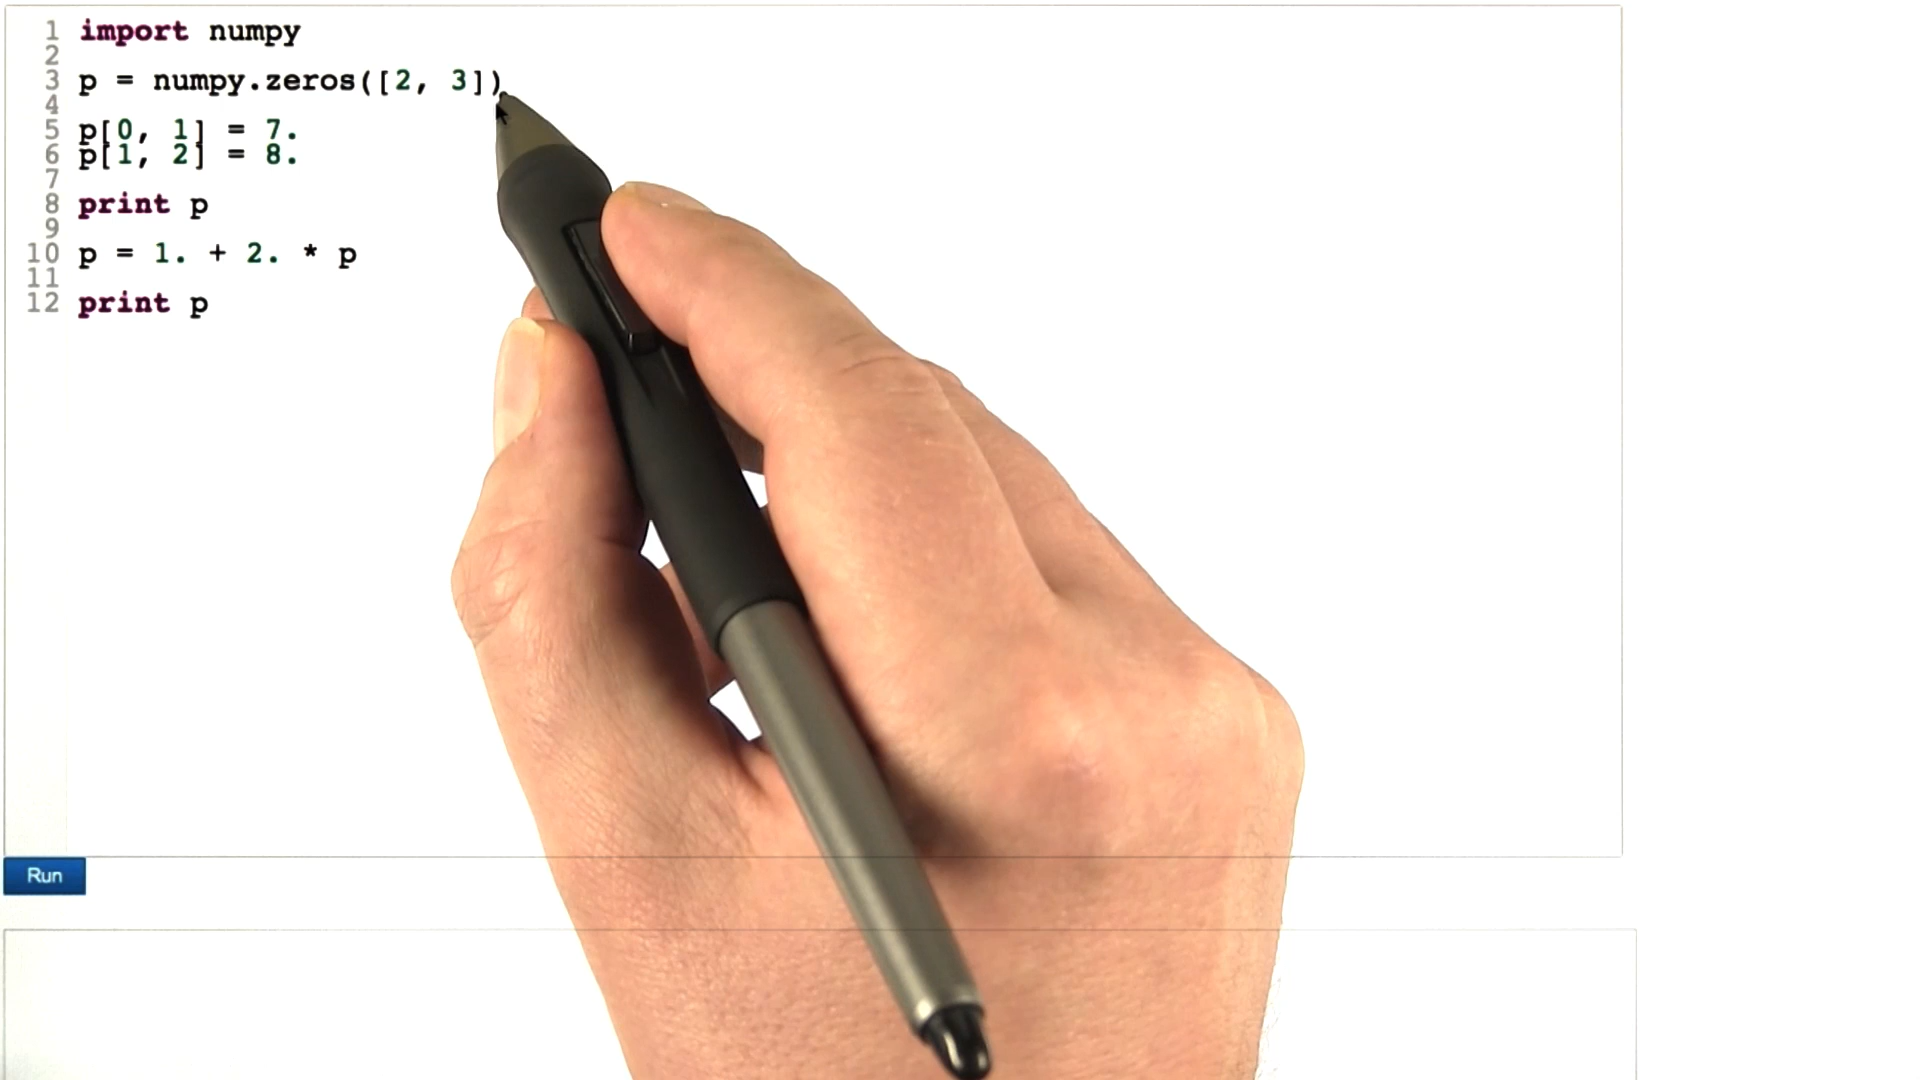 1 import numpy
2
3 p = numpy.zeros([2, 3])
4
5 p[0, 1] = 7.
6 p[1, 2] = 8.
7
8 print p
9
10 p = 1. + 2. * p
11
12 print p
Run